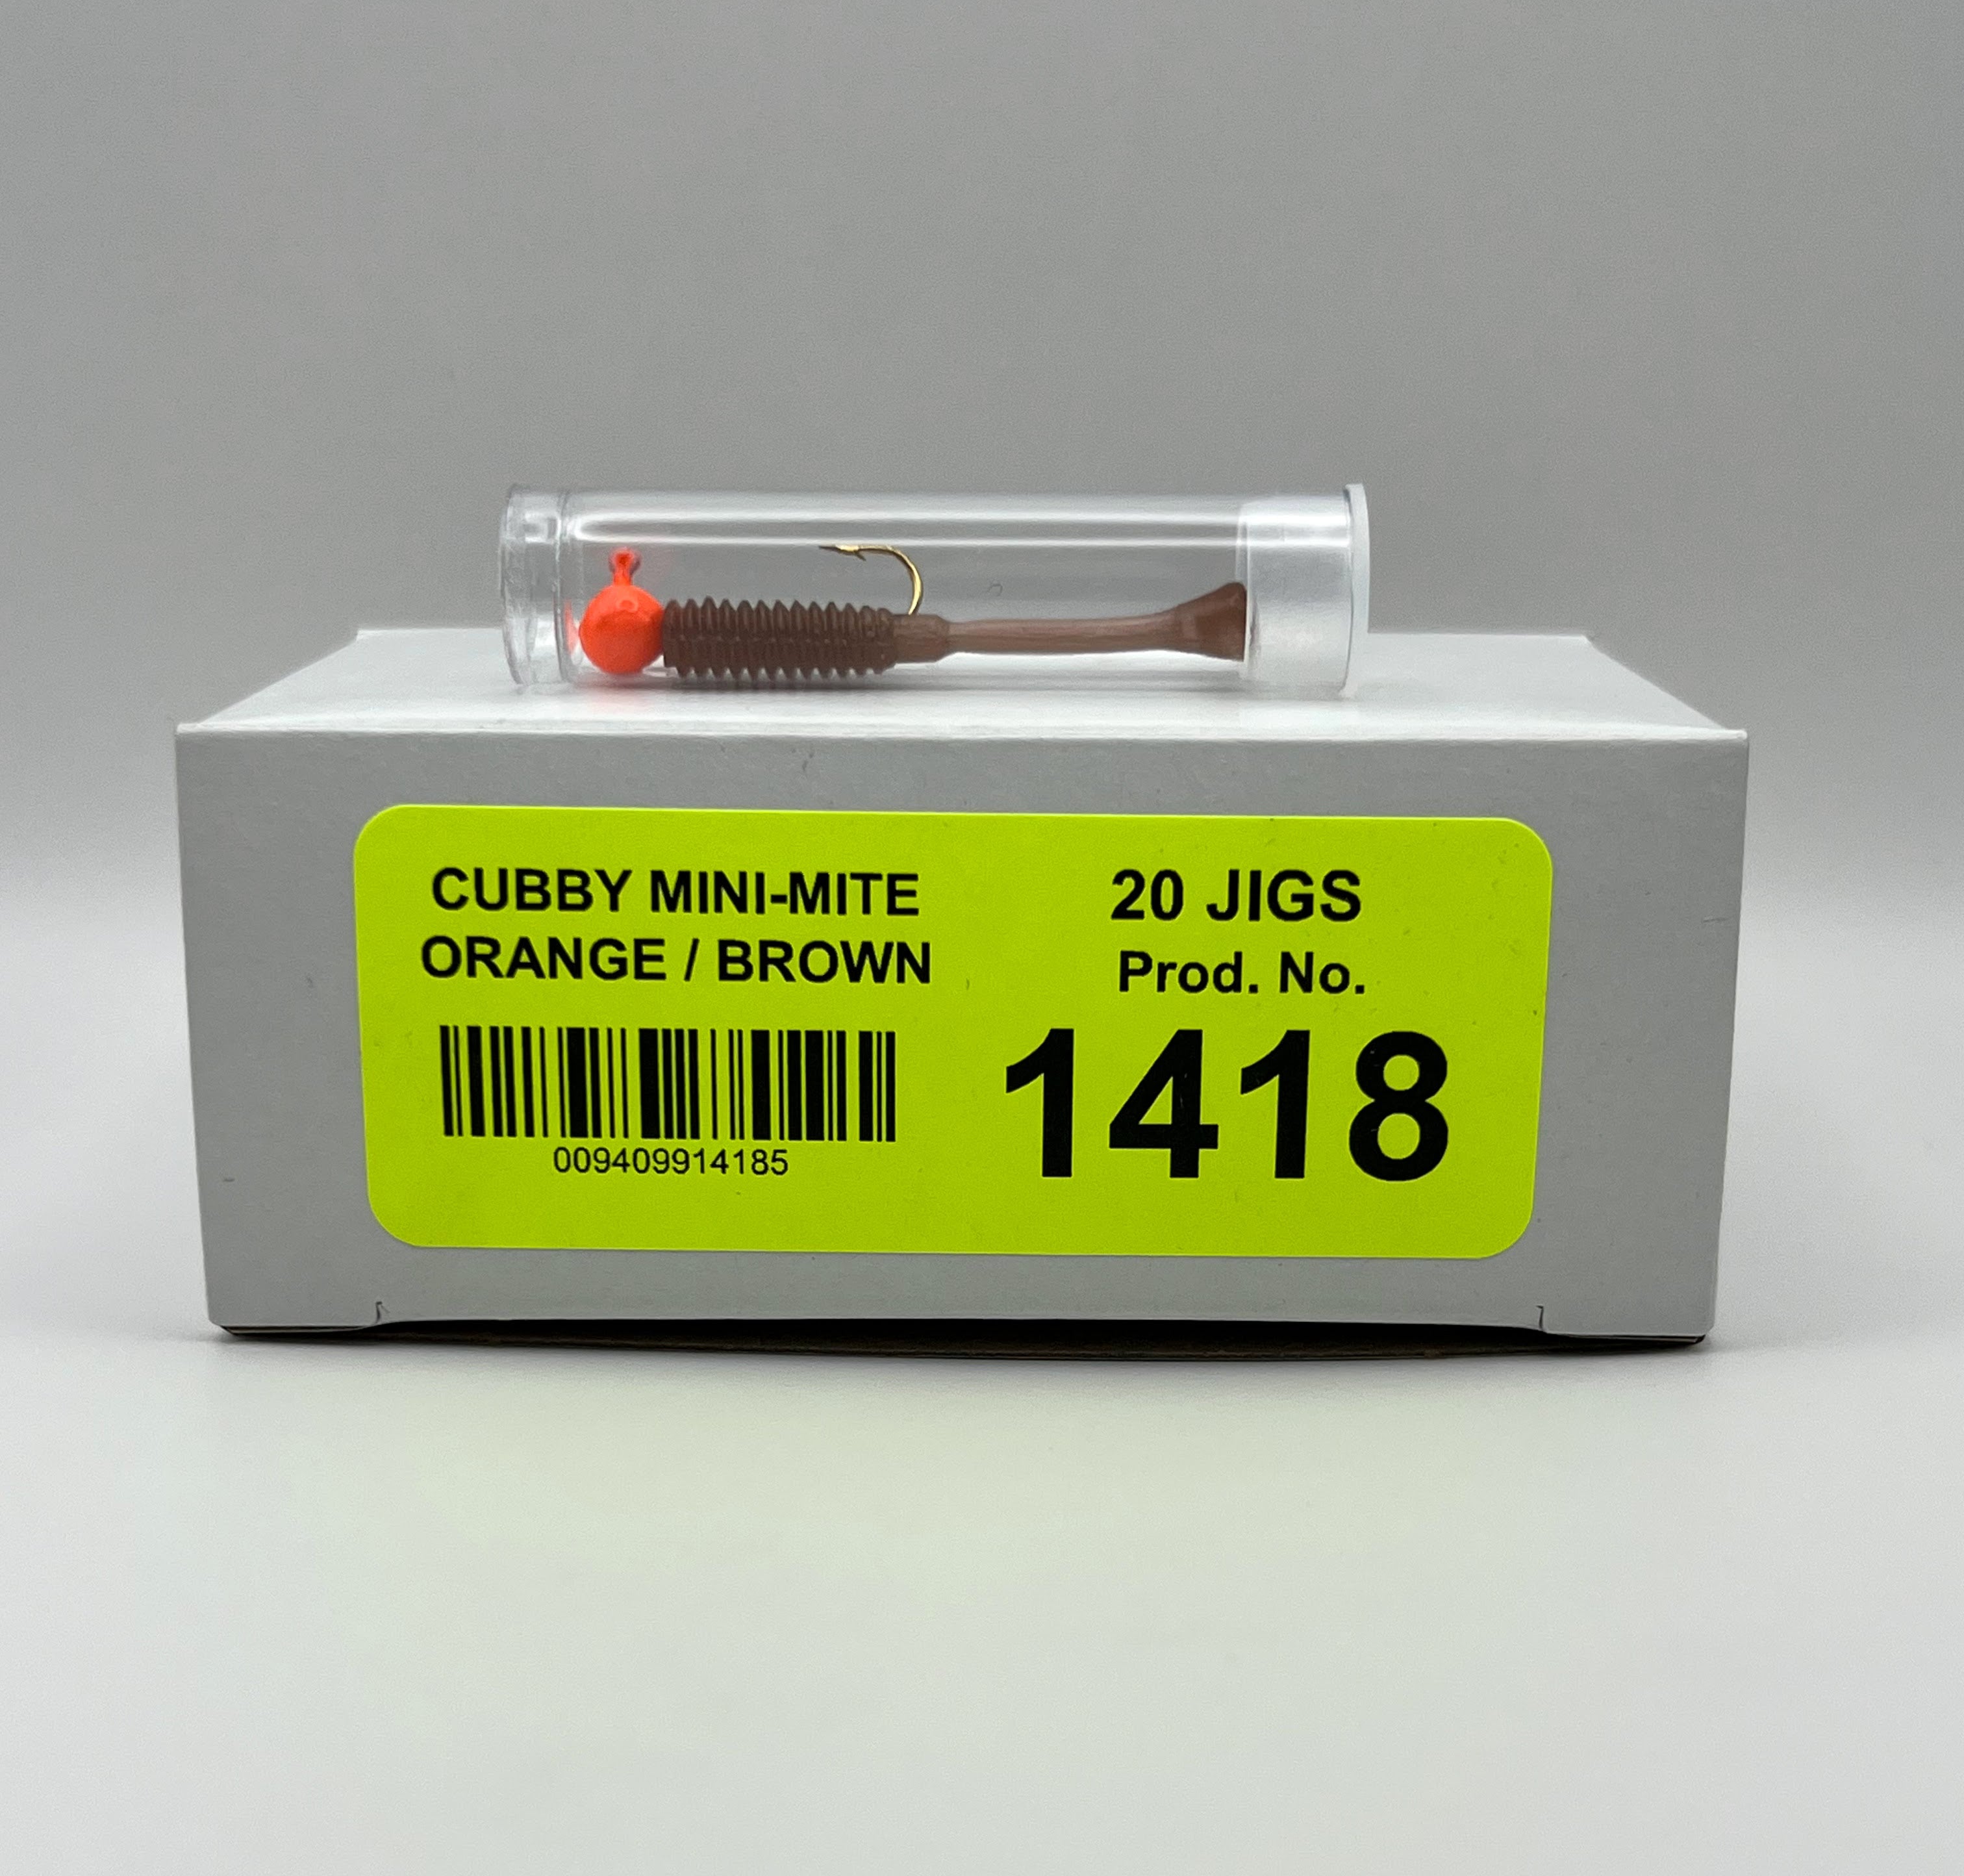 CUBBY MINI-MITE
ORANGE / BROWN
009409914185
20 JIGS
Prod. No.
1418